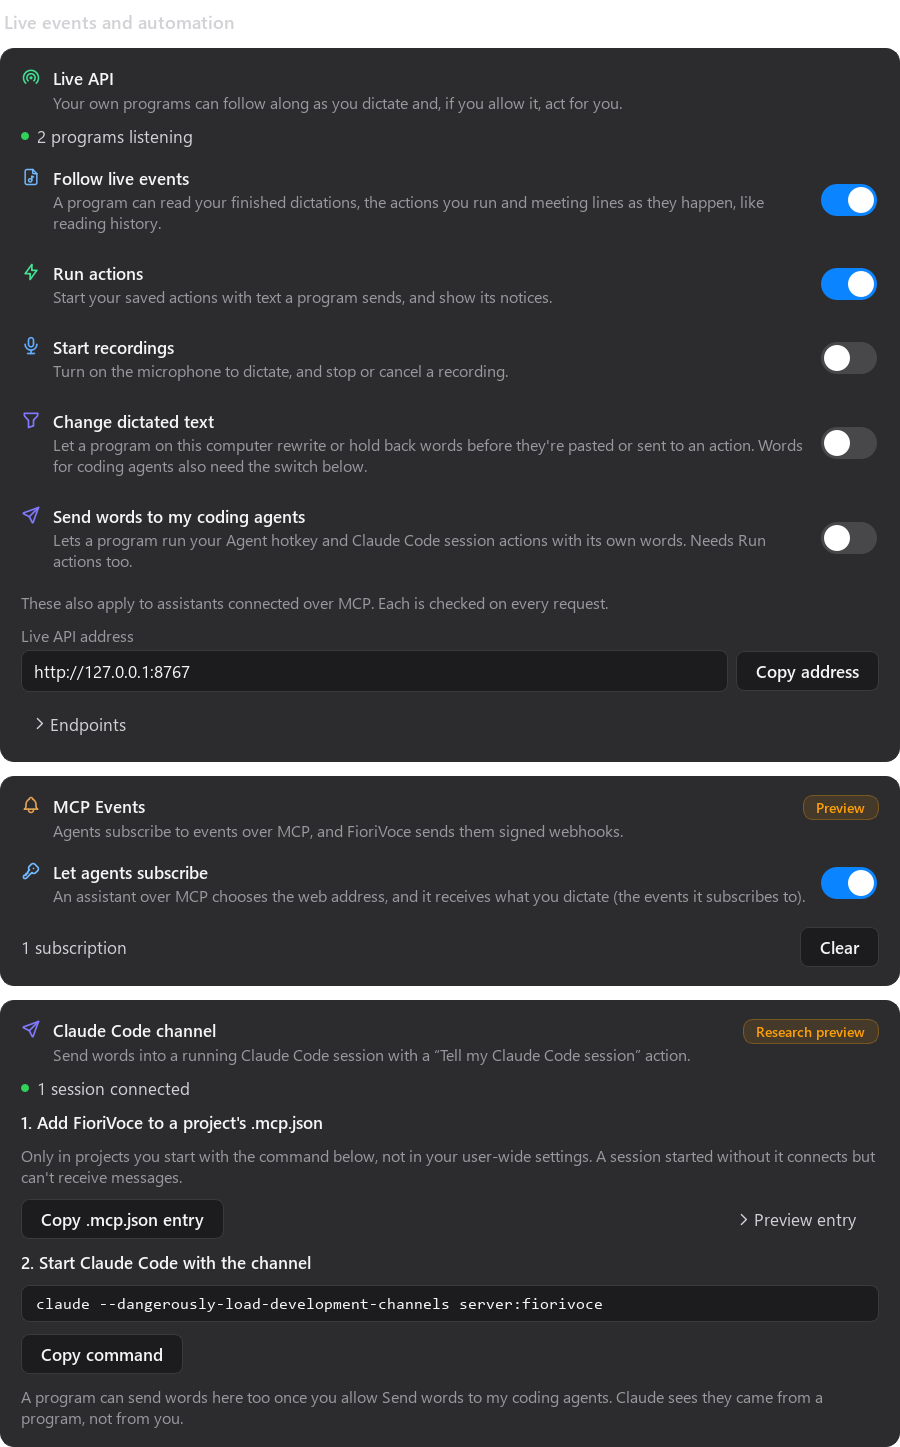 Live events and automation
Live API
Your own programs can follow along as you dictate and, if you allow it, act for you.
2 programs listening
Follow live events
A program can read your finished dictations, the actions you run and meeting lines as they happen, like
reading history.
Run actions
Start your saved actions with text a program sends, and show its notices.
Start recordings
Turn on the microphone to dictate, and stop or cancel a recording.
Change dictated text
Let a program on this computer rewrite or hold back words before they're pasted or sent to an action. Words
for coding agents also need the switch below.
Send words to my coding agents
Lets a program run your Agent hotkey and Claude Code session actions with its own words. Needs Run
actions too.
These also apply to assistants connected over MCP. Each is checked on every request.
Live API address
http://127.0.0.1:8767
Copy address
Endpoints
MCP Events
Preview
Agents subscribe to events over MCP, and FioriVoce sends them signed webhooks.
Let agents subscribe
An assistant over MCP chooses the web address, and it receives what you dictate (the events it subscribes to).
1 subscription
Clear
Claude Code channel
Research preview
Send words into a running Claude Code session with a “Tell my Claude Code session” action.
1 session connected
1. Add FioriVoce to a project's .mcp.json
Only in projects you start with the command below, not in your user-wide settings. A session started without it connects but
can't receive messages.
Copy .mcp.json entry
Preview entry
2. Start Claude Code with the channel
claude --dangerously-load-development-channels server:fiorivoce
Copy command
A program can send words here too once you allow Send words to my coding agents. Claude sees they came from a
program, not from you.